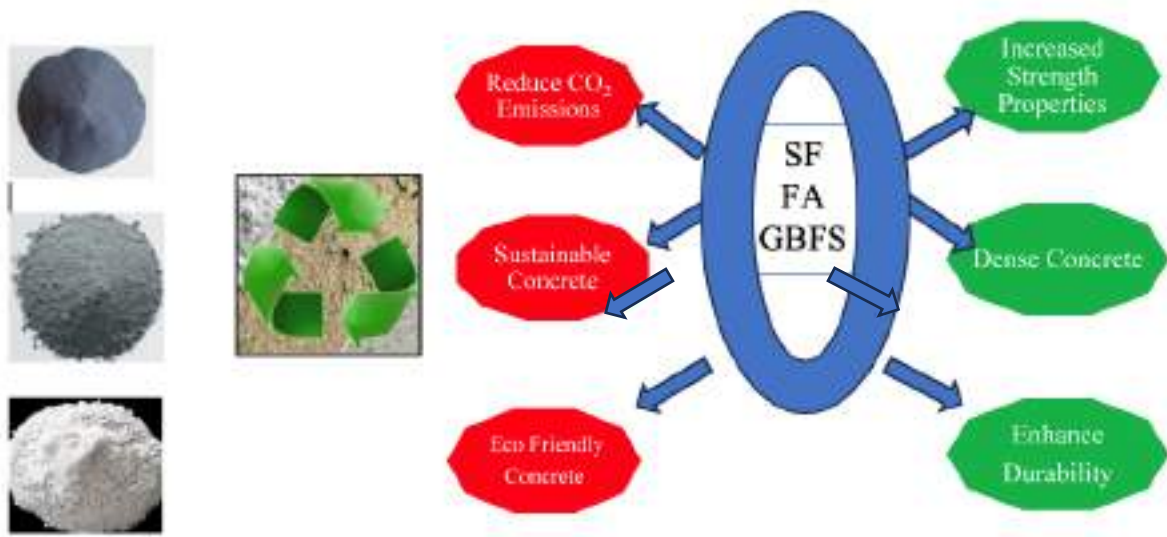 Reduce CO₂
Emissions
Sustainable
Concrete
Eco Friendly
Concrete
SF
FA
GBFS
Increased
Strength
Properties
Dense Concrete
Enhance
Durability